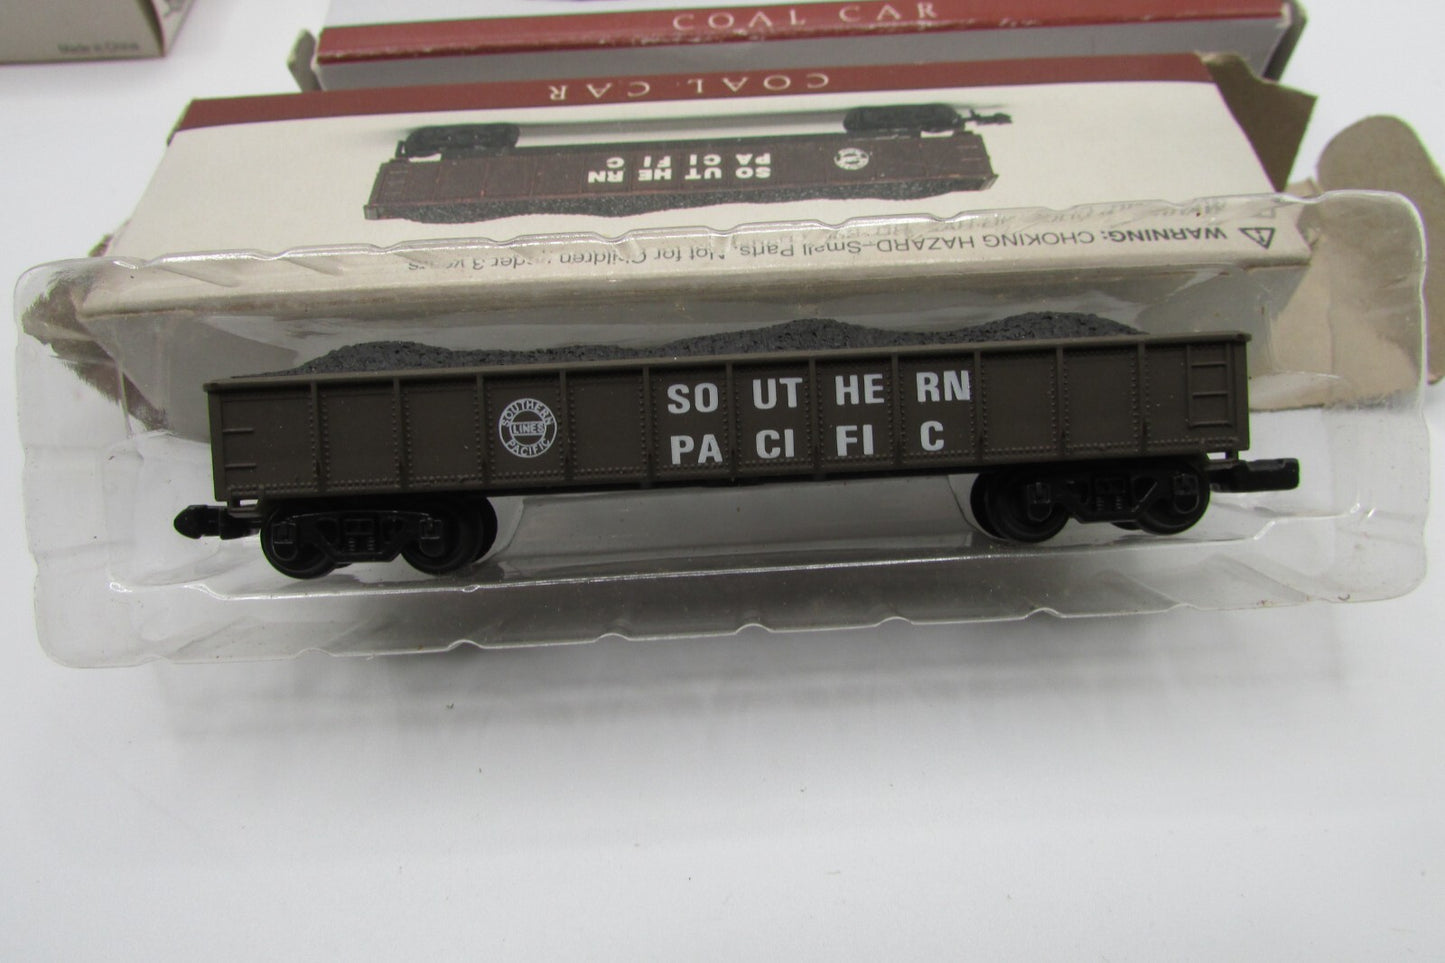 Made in China
COAL CAR
COAL CAR
SO UT HE RN
PA CI FI C
WARNING: CHOKING HAZARD–Small Parts, Not for Children under 3 years
SOUTHERN
LINES
PACIFIC
SO UT HE RN
PA CI FI C